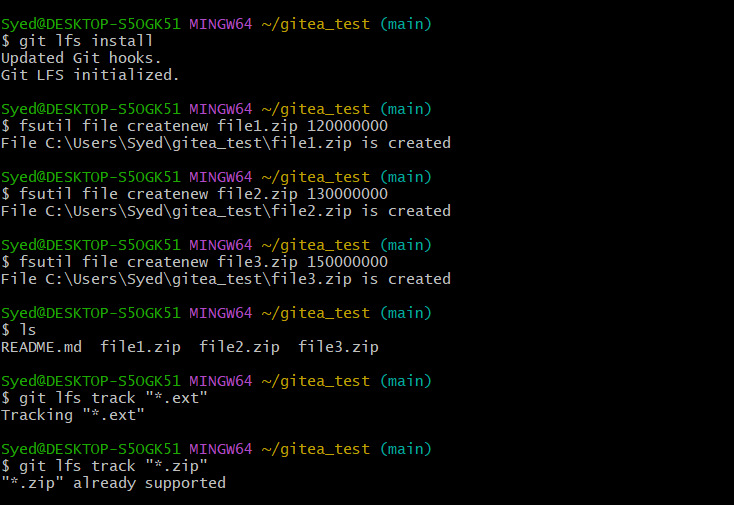 Syed@DESKTOP-S5OGK51 MINGW64 ~/gitea_test (main)
$ git lfs install
Updated Git hooks.
Git LFS initialized.
Syed@DESKTOP-S5OGK51 MINGW64 ~/gitea_test (main)
$ fsutil file createnew file1.zip 120000000
File C:\Users\Syed\gitea_test\file1.zip is created
Syed@DESKTOP-S5OGK51 MINGW64 ~/gitea_test (main)
$ fsutil file createnew file2.zip 130000000
File C:\Users\Syed\gitea_test\file2.zip is created
Syed@DESKTOP-S5OGK51 MINGW64 ~/gitea_test (main)
$ fsutil file createnew file3.zip 150000000
File C:\Users\Syed\gitea_test\file3.zip is created
Syed@DESKTOP-S5OGK51 MINGW64 ~/gitea_test (main)
$ ls
README.md  file1.zip  file2.zip  file3.zip
Syed@DESKTOP-S5OGK51 MINGW64 ~/gitea_test (main)
$ git lfs track "*.ext"
Tracking "*.ext"
Syed@DESKTOP-S5OGK51 MINGW64 ~/gitea_test (main)
$ git lfs track "*.zip"
"*.zip" already supported